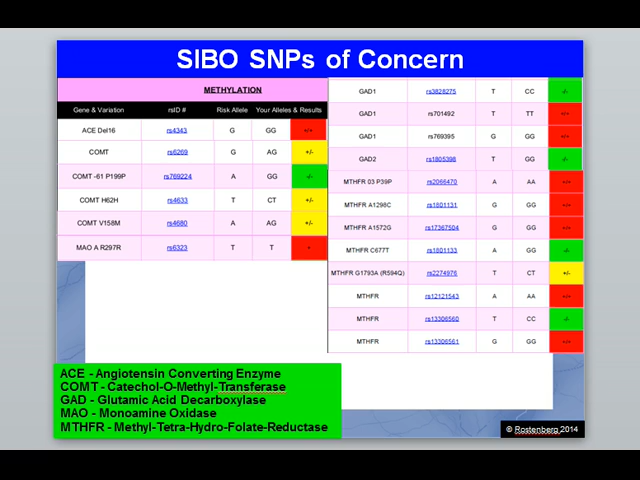 SIBO SNPs of Concern
METHYLATION
Gene & Variation rsID # Risk Allele Your Alleles & Results
ACE Del16 rs4343 G GG +/+
COMT rs6269 G AG +/-
COMT -61 P199P rs769224 A GG -/-
COMT H62H rs4633 T CT +/-
COMT V158M rs4680 A AG +/-
MAO A R297R rs6323 T T +
GAD1 rs3828275 T CC -/-
GAD1 rs701492 T TT +/+
GAD1 rs769395 G GG +/+
GAD2 rs1805398 T GG -/-
MTHFR 03 P39P rs2066470 A AA +/+
MTHFR A1298C rs1801131 G GG +/+
MTHFR A1572G rs17367504 G GG +/+
MTHFR C677T rs1801133 A GG -/-
MTHFR G1793A (R594Q) rs2274976 T CT +/-
MTHFR rs12121543 A AA +/+
MTHFR rs13306560 T CC -/-
MTHFR rs13306561 G GG +/+
ACE - Angiotensin Converting Enzyme
COMT - Catechol-O-Methyl-Transferase
GAD - Glutamic Acid Decarboxylase
MAO - Monoamine Oxidase
MTHFR - Methyl-Tetra-Hydro-Folate-Reductase
© Rostenberg 2014